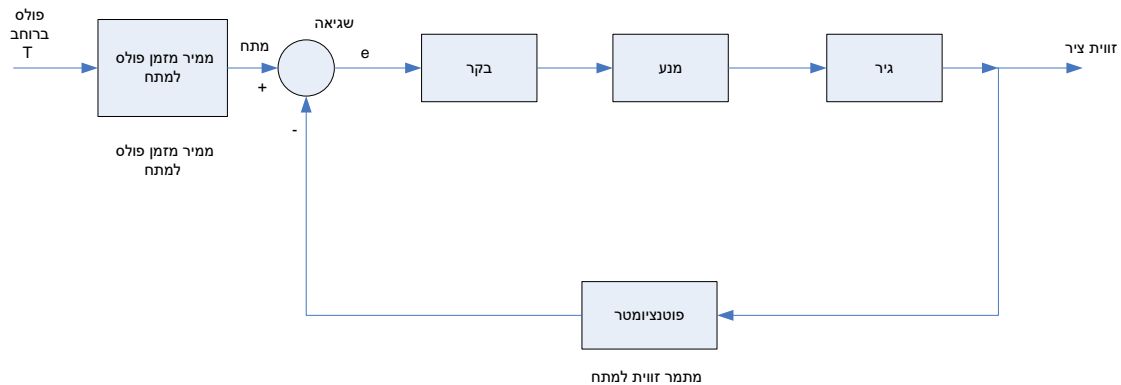 פולס
ברוחב
T
ממיר מזמן פולס
למתח
ממיר מזמן פולס
למתח
מתח
+
-
שגיאה
e
בקר
מנע
גיר
זווית ציר
פוטנציומטר
מתמר זווית למתח